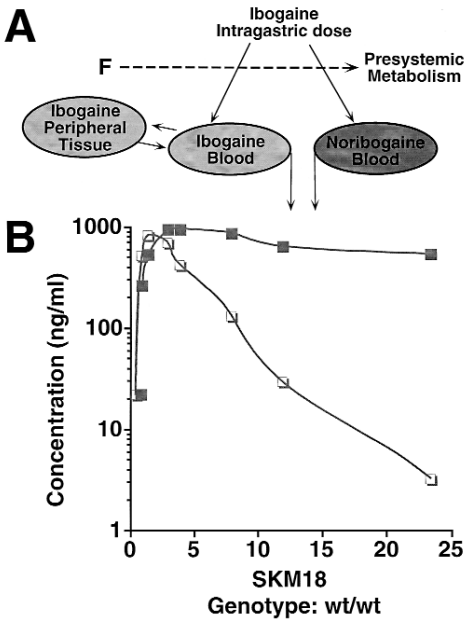 A
Ibogaine
Intragastric dose
F
Presystemic
Metabolism
Ibogaine
Peripheral
Tissue
Ibogaine
Blood
Noribogaine
Blood
B
Concentration (ng/ml)
1000
100
10
1
0 5 10 15 20 25
SKM18
Genotype: wt/wt